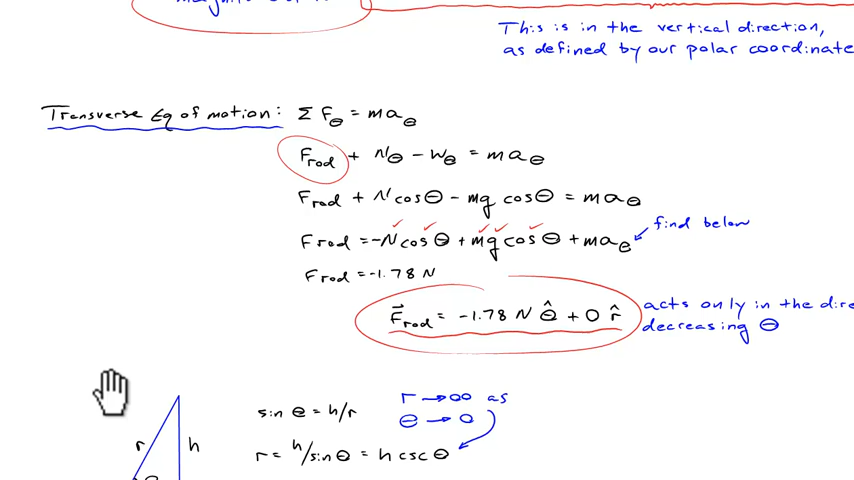 This is in the vertical direction,
as defined by our polar coordinate
Transverse Eq of motion: Σ F_θ = ma_θ
F_rod + N_θ - W_θ = ma_θ
F_rod + N cos θ - mg cos θ = ma_θ
find below
F_rod = -N cos θ + mg cos θ + ma_θ
F_rod = -1.78 N
F⃗_rod = -1.78 N θ̂ + 0 r̂
acts only in the dire
decreasing θ
r → ∞ as
θ → 0
sin θ = h/r
r h
r = h/sin θ = h csc θ